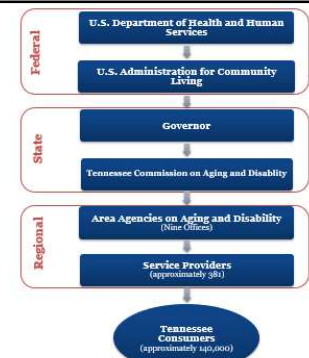 Federal
U.S. Department of Health and Human
Services
U.S. Administration for Community
Living
State
Governor
Tennessee Commission on Aging and Disablity
Regional
Area Agencies on Aging and Disability
(Nine Offices)
Service Providers
(approximately 381)
Tennessee
Consumers
(approximately 140,000)